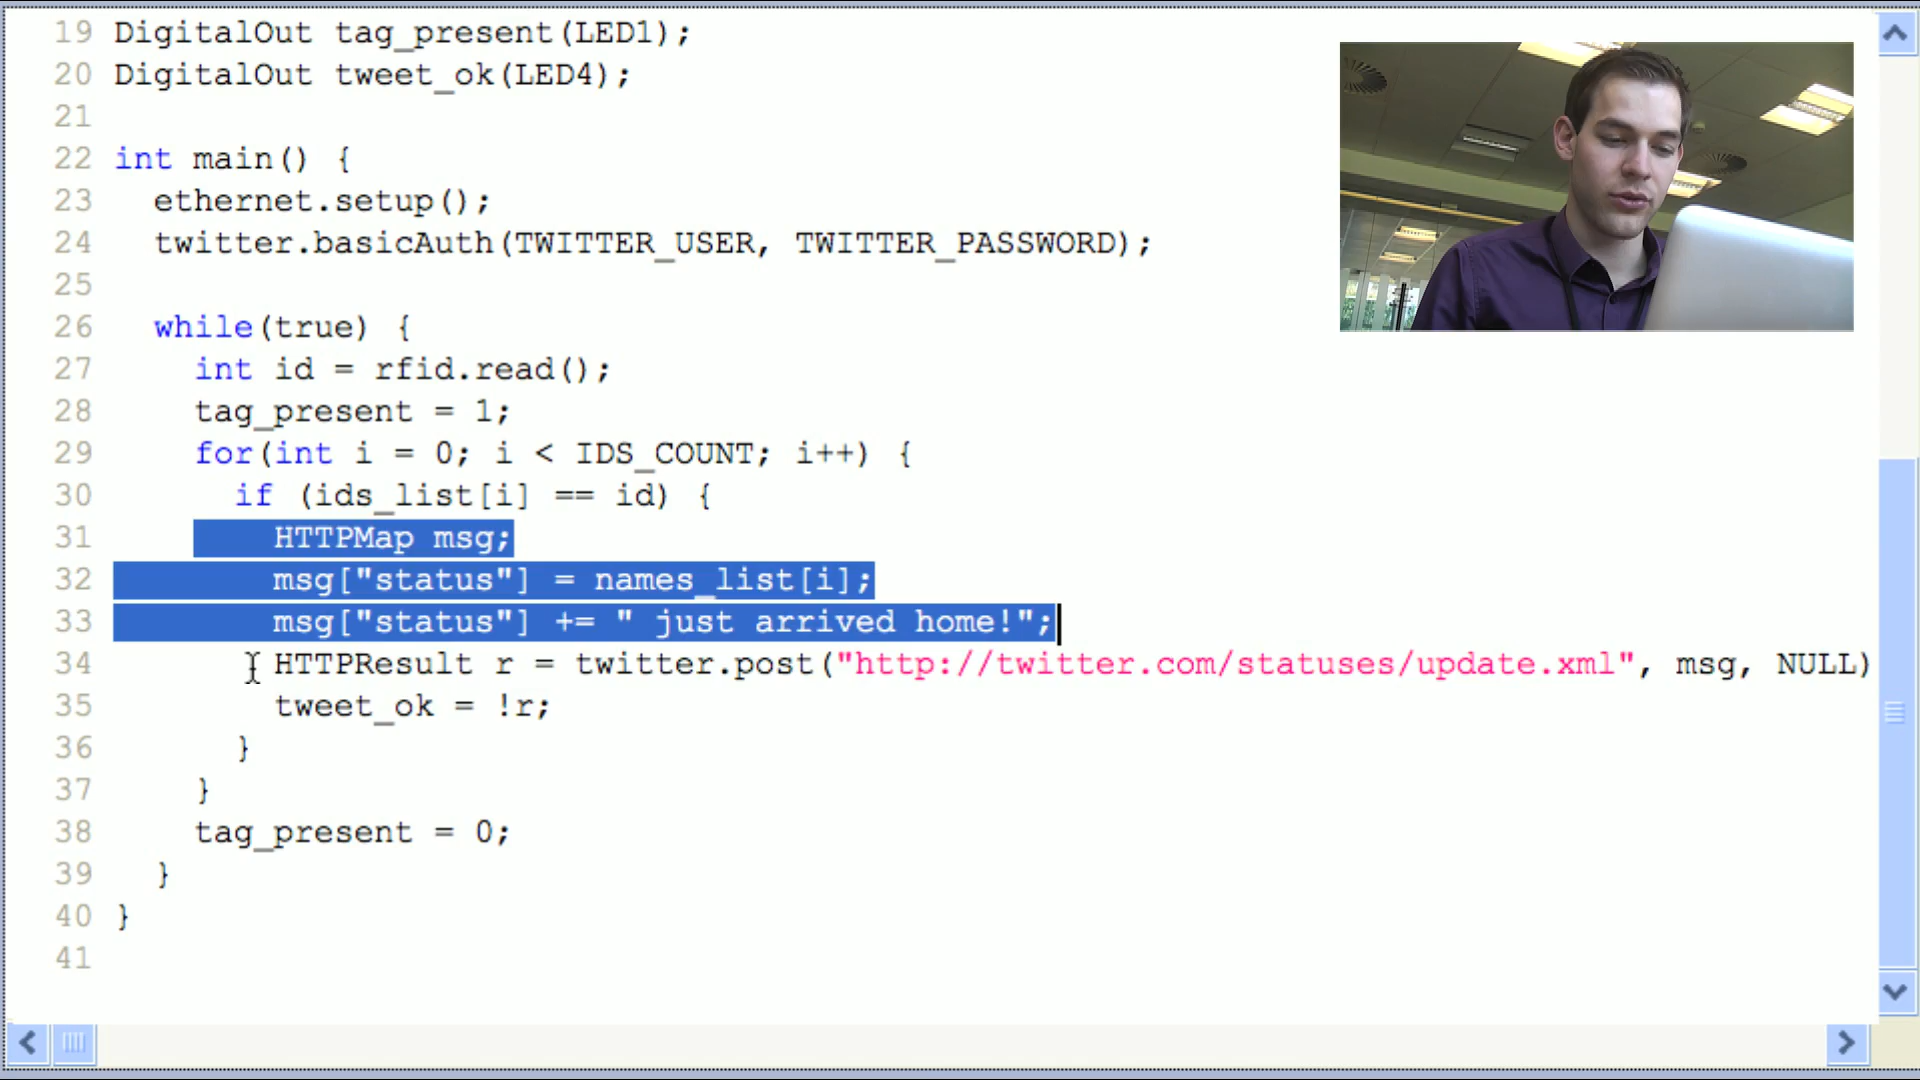 19 DigitalOut tag_present(LED1);
20 DigitalOut tweet_ok(LED4);
21
22 int main() {
23 ethernet.setup();
24 twitter.basicAuth(TWITTER_USER, TWITTER_PASSWORD);
25
26 while(true) {
27 int id = rfid.read();
28 tag_present = 1;
29 for(int i = 0; i < IDS_COUNT; i++) {
30 if (ids_list[i] == id) {
31 HTTPMap msg;
32 msg["status"] = names_list[i];
33 msg["status"] += " just arrived home!";
34 HTTPResult r = twitter.post("http://twitter.com/statuses/update.xml", msg, NULL)
35 tweet_ok = !r;
36 }
37 }
38 tag_present = 0;
39 }
40 }
41